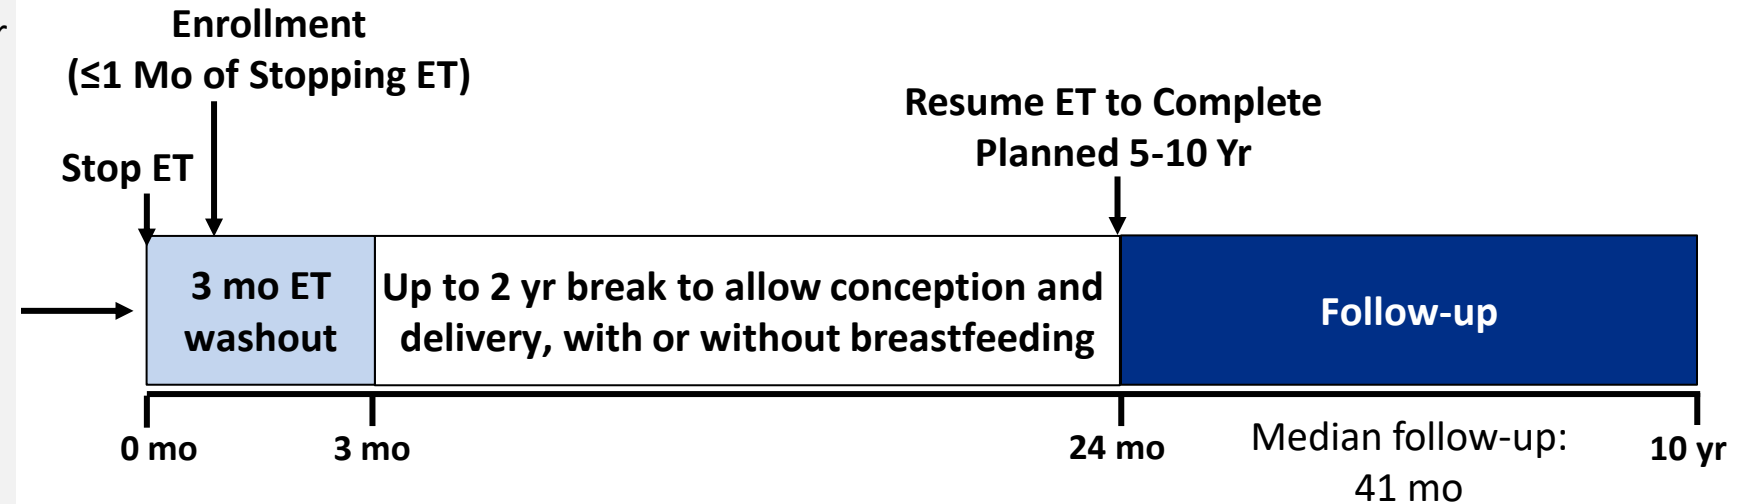 Enrollment
(≤1 Mo of Stopping ET)
Stop ET
Resume ET to Complete
Planned 5-10 Yr
3 mo ET
washout
Up to 2 yr break to allow conception and
delivery, with or without breastfeeding
Follow-up
0 mo
3 mo
24 mo
Median follow-up:
41 mo
10 yr